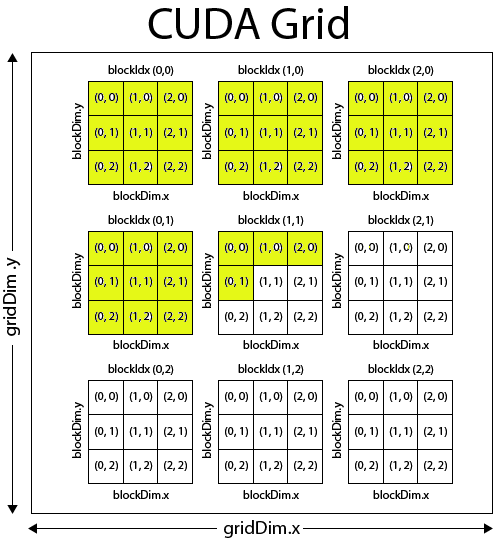 CUDA Grid
blockIdx (0,0) blockIdx (1,0) blockIdx (2,0)
blockDim.y (0, 0) (1, 0) (2, 0) blockDim.y (0, 0) (1, 0) (2, 0) blockDim.y (0, 0) (1, 0) (2, 0)
(0, 1) (1, 1) (2, 1) (0, 1) (1, 1) (2, 1) (0, 1) (1, 1) (2, 1)
(0, 2) (1, 2) (2, 2) (0, 2) (1, 2) (2, 2) (0, 2) (1, 2) (2, 2)
blockDim.x blockDim.x blockDim.x
blockIdx (0,1) blockIdx (1,1) blockIdx (2,1)
blockDim.y (0, 0) (1, 0) (2, 0) blockDim.y (0, 0) (1, 0) (2, 0) blockDim.y (0, 0) (1, 0) (2, 0)
(0, 1) (1, 1) (2, 1) (0, 1) (1, 1) (2, 1) (0, 1) (1, 1) (2, 1)
(0, 2) (1, 2) (2, 2) (0, 2) (1, 2) (2, 2) (0, 2) (1, 2) (2, 2)
blockDim.x blockDim.x blockDim.x
gridDim .y
blockIdx (0,2) blockIdx (1,2) blockIdx (2,2)
blockDim.y (0, 0) (1, 0) (2, 0) blockDim.y (0, 0) (1, 0) (2, 0) blockDim.y (0, 0) (1, 0) (2, 0)
(0, 1) (1, 1) (2, 1) (0, 1) (1, 1) (2, 1) (0, 1) (1, 1) (2, 1)
(0, 2) (1, 2) (2, 2) (0, 2) (1, 2) (2, 2) (0, 2) (1, 2) (2, 2)
blockDim.x blockDim.x blockDim.x
gridDim.x